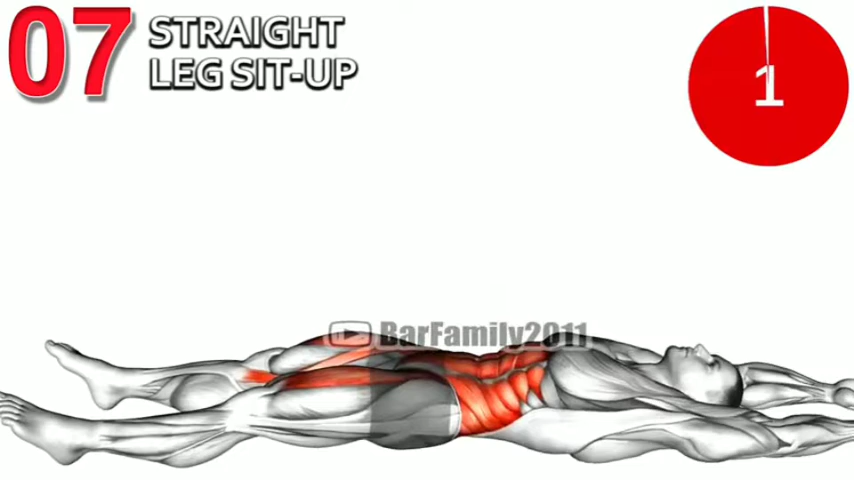 07
STRAIGHT
LEG SIT-UP
1
BarFamily2011